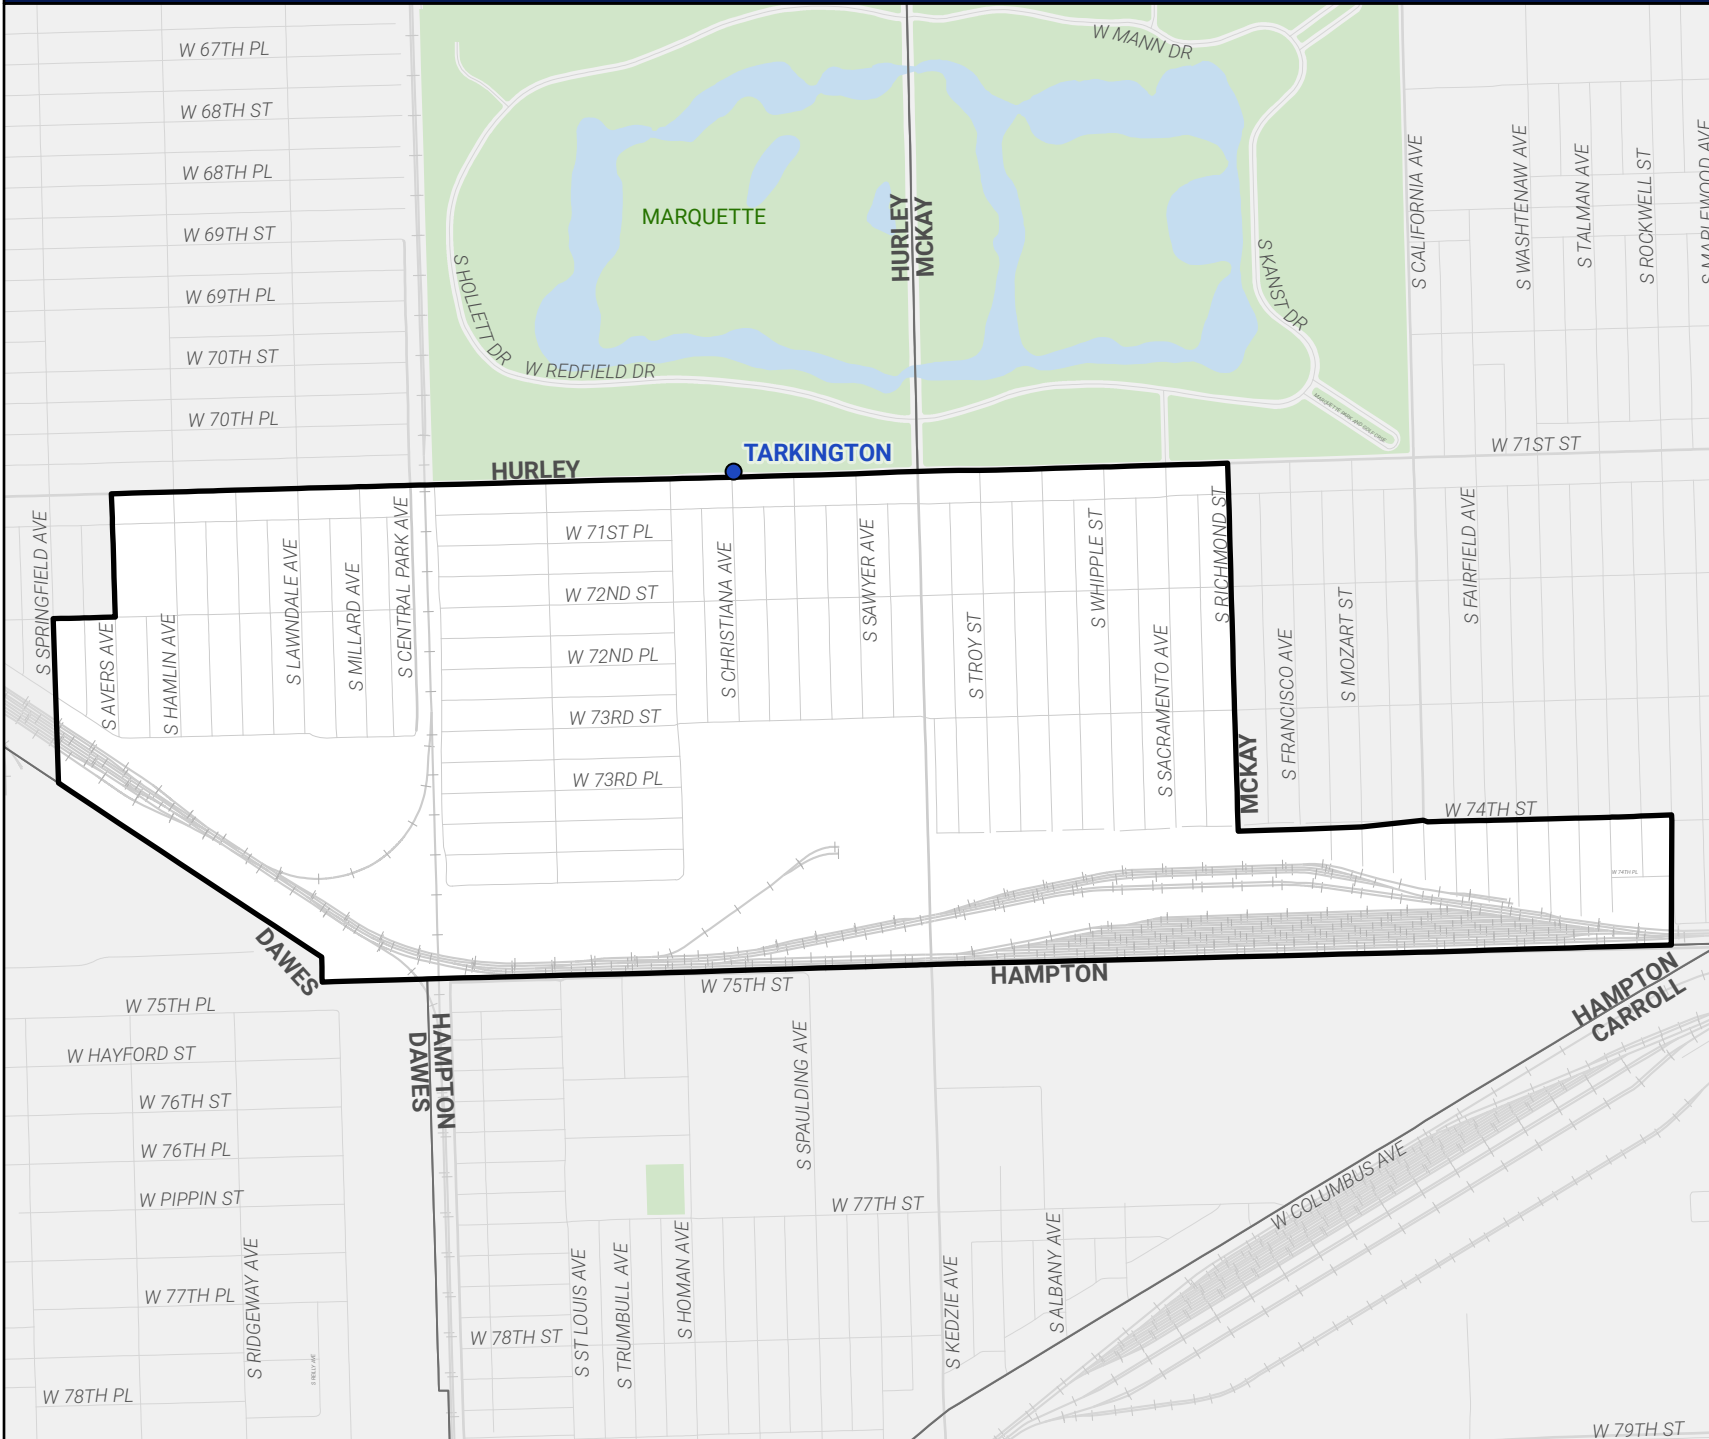 W 67TH PL
W MANN DR
W 68TH ST
W 68TH PL
MARQUETTE
W 69TH ST
HURLEY
MCKAY
S CALIFORNIA AVE
S WASHTENAW AVE
S TALMAN AVE
S ROCKWELL ST
S MAPLEWOOD AVE
W 69TH PL
S HOLLETT DR
S KANST DR
W 70TH ST
W REDFIELD DR
W 70TH PL
W 71ST ST
TARKINGTON
HURLEY
S SPRINGFIELD AVE
S AVERS AVE
S HAMLIN AVE
S LAWNDALE AVE
S MILLARD AVE
S CENTRAL PARK AVE
W 71ST PL
W 72ND ST
W 72ND PL
W 73RD ST
W 73RD PL
S CHRISTIANA AVE
S SAWYER AVE
S TROY ST
S WHIPPLE ST
S SACRAMENTO AVE
S RICHMOND ST
MCKAY
S FRANCISCO AVE
S MOZART ST
S FAIRFIELD AVE
W 74TH ST
W 74TH PL
DAWES
HAMPTON
W 75TH ST
HAMPTON
CARROLL
W 75TH PL
HAMPTON
DAWES
W HAYFORD ST
W 76TH ST
W 76TH PL
W PIPPIN ST
S SPAULDING AVE
W 77TH ST
W COLUMBUS AVE
S RIDGEWAY AVE
W 77TH PL
S REILLY AVE
W 78TH ST
S ST LOUIS AVE
S TRUMBULL AVE
S HOMAN AVE
S KEDZIE AVE
S ALBANY AVE
W 78TH PL
W 79TH ST